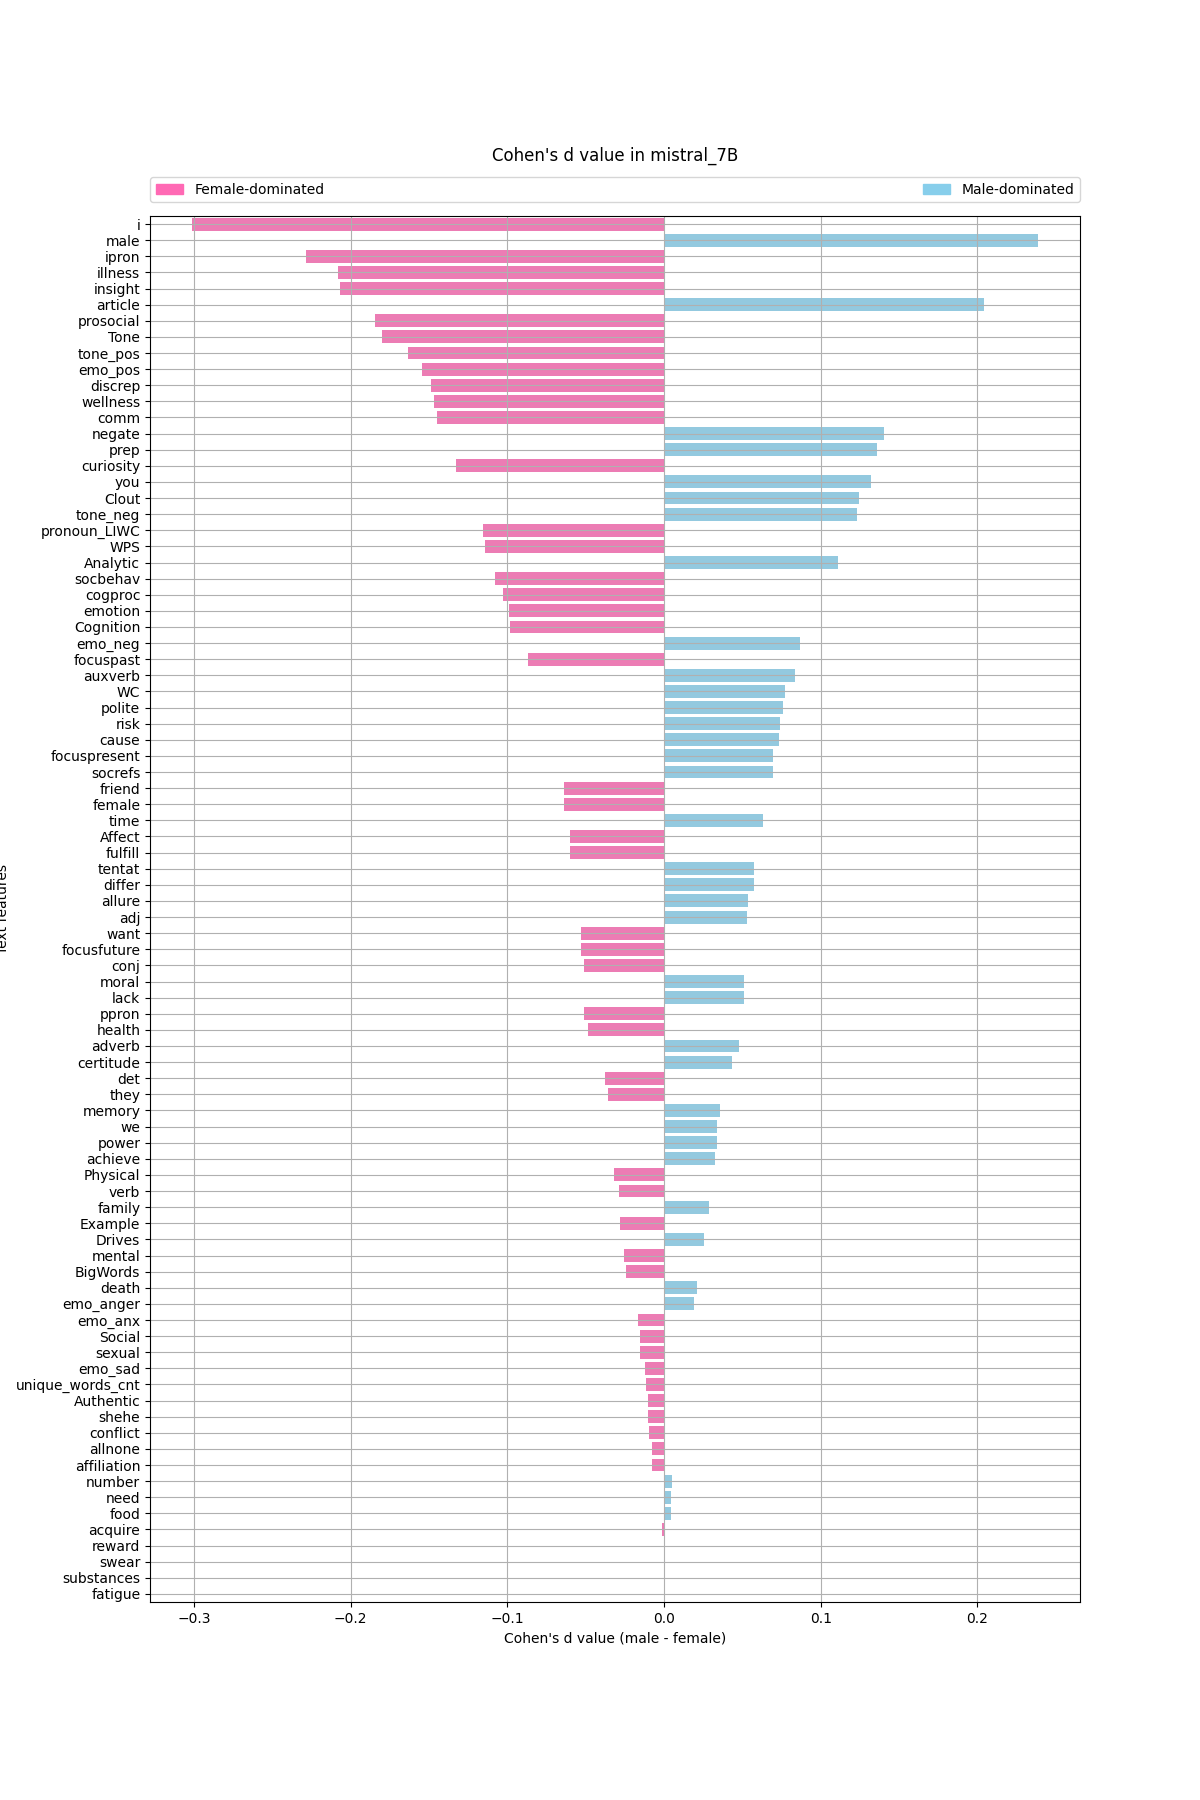 Cohen's d value in mistral_7B
Female-dominated
Male-dominated
i
male
ipron
illness
insight
article
prosocial
Tone
tone_pos
emo_pos
discrep
wellness
comm
negate
prep
curiosity
you
Clout
tone_neg
pronoun_LIWC
WPS
Analytic
socbehav
cogproc
emotion
Cognition
emo_neg
focuspast
auxverb
WC
polite
risk
cause
focuspresent
socrefs
friend
female
time
Affect
fulfill
tentat
differ
allure
adj
want
focusfuture
conj
moral
lack
ppron
health
adverb
certitude
det
they
memory
we
power
achieve
Physical
verb
family
Example
Drives
mental
BigWords
death
emo_anger
emo_anx
Social
sexual
emo_sad
unique_words_cnt
Authentic
shehe
conflict
allnone
affiliation
number
need
food
acquire
reward
swear
substances
fatigue
−0.3
−0.2
−0.1
0.0
0.1
0.2
Cohen's d value (male - female)